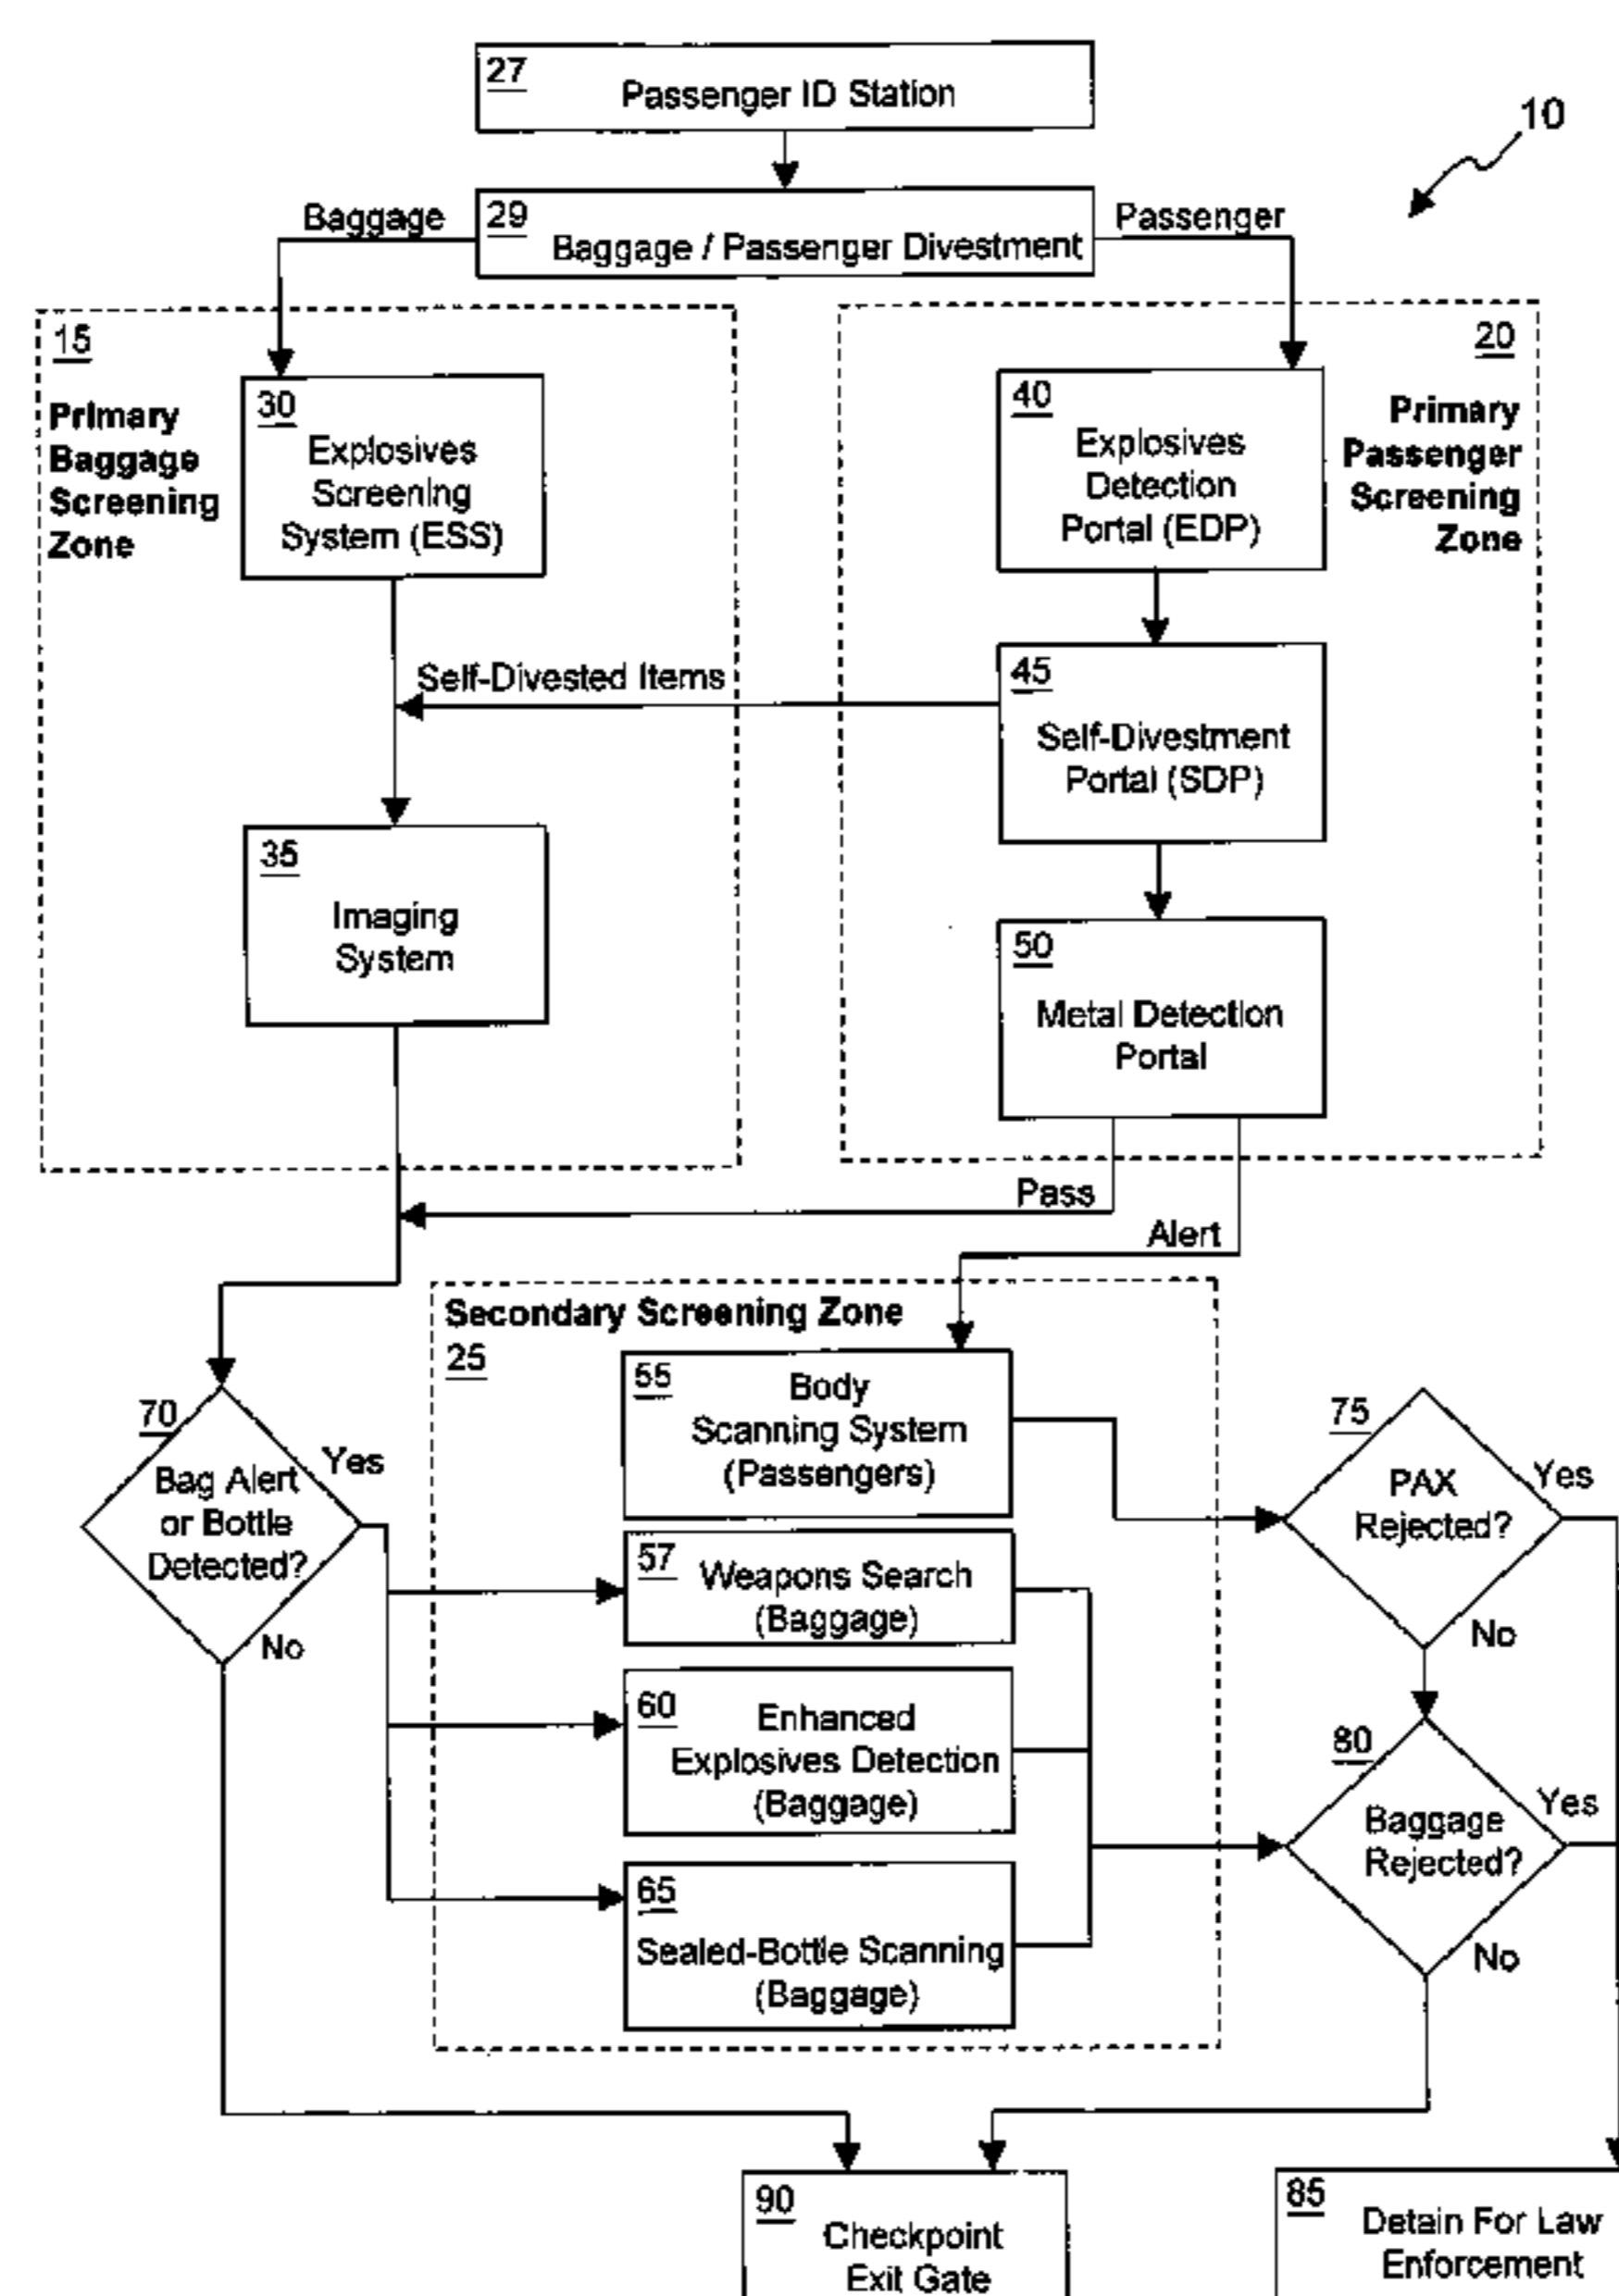 27
Passenger ID Station
10
Baggage
29
Baggage / Passenger Divestment
Passenger
15
Primary
Baggage
Screening
Zone
30
Explosives
Screening
System (ESS)
20
Primary
Passenger
Screening
Zone
40
Explosives
Detection
Portal (EDP)
Self-Divested Items
45
Self-Divestment
Portal (SDP)
35
Imaging
System
50
Metal Detection
Portal
Pass
Alert
Secondary Screening Zone
25
55
Body
Scanning System
(Passengers)
70
Bag Alert
or Bottle
Detected?
Yes
No
57
Weapons Search
(Baggage)
60
Enhanced
Explosives Detection
(Baggage)
65
Sealed-Bottle Scanning
(Baggage)
75
PAX
Rejected?
Yes
No
80
Baggage
Rejected?
Yes
No
90
Checkpoint
Exit Gate
85
Detain For Law
Enforcement